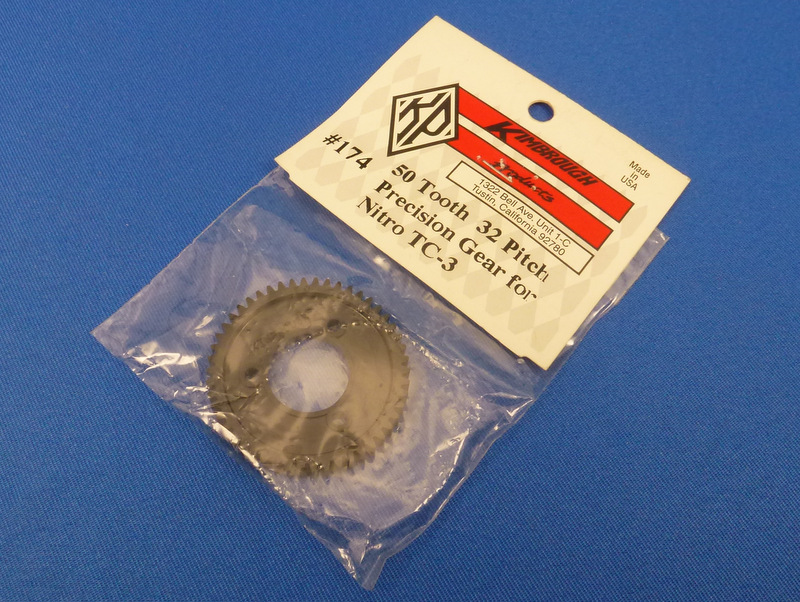 KP
KIMBROUGH
Products
Made
in
USA
1322 Bell Ave. Unit 1-C
Tustin, California 92780
#174
50 Tooth 32 Pitch
Precision Gear for
Nitro TC-3